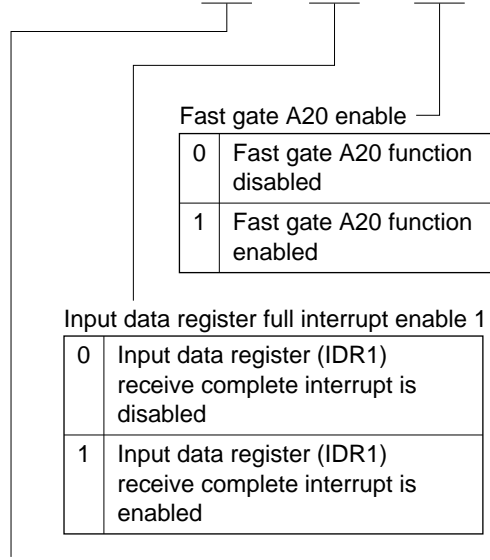 Fast gate A20 enable
0 Fast gate A20 function
disabled
1 Fast gate A20 function
enabled
Input data register full interrupt enable 1
0 Input data register (IDR1)
receive complete interrupt is
disabled
1 Input data register (IDR1)
receive complete interrupt is
enabled